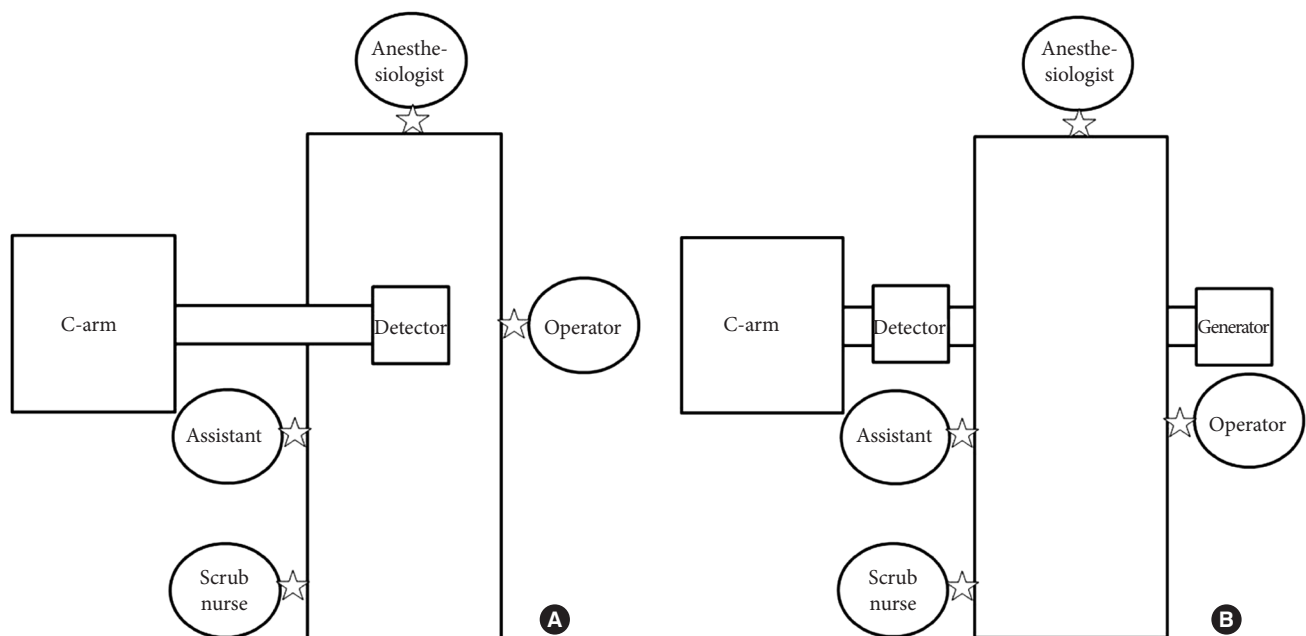 Anesthe-
siologist
C-arm
Detector
Operator
Assistant
Scrub
nurse
A
Anesthe-
siologist
C-arm
Detector
Generator
Assistant
Operator
Scrub
nurse
B